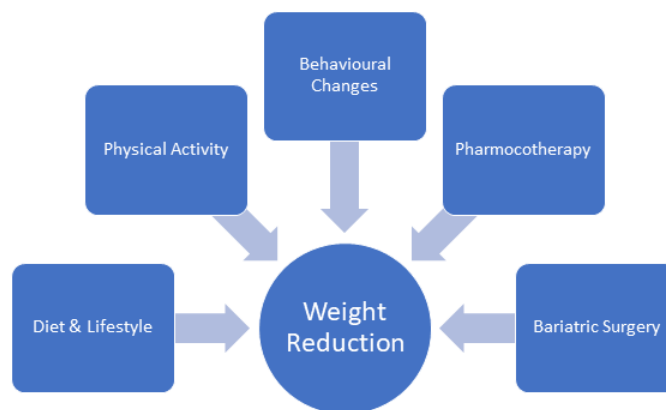 Behavioural
Changes
Physical Activity
Pharmocotherapy
Diet & Lifestyle
Weight
Reduction
Bariatric Surgery